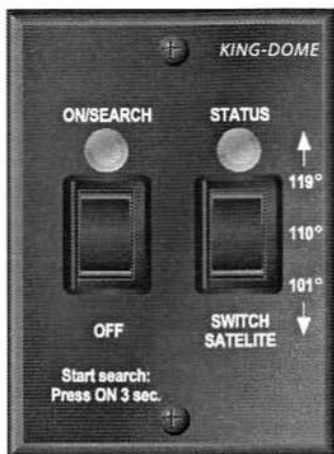 KING-DOME
ON/SEARCH
STATUS
119°
110°
101°
OFF
SWITCH
SATELITE
Start search:
Press ON 3 sec.